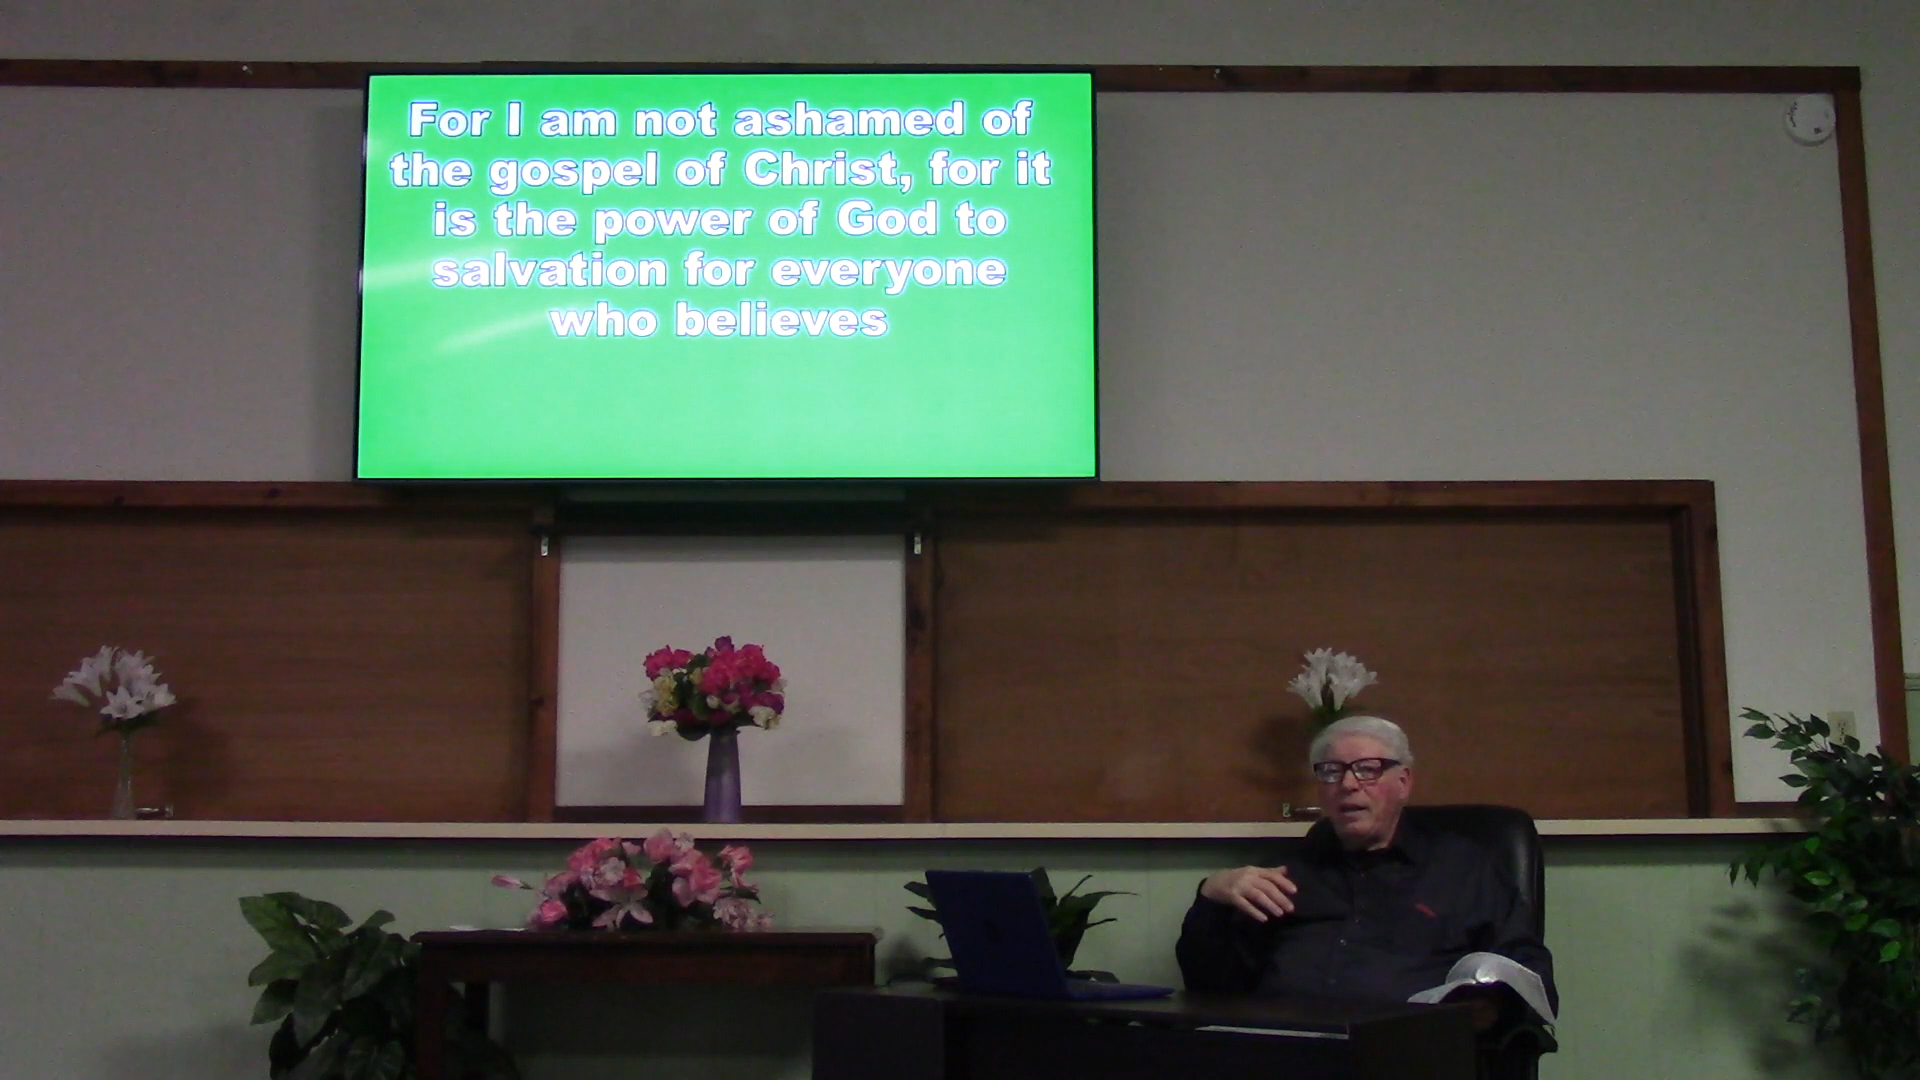 For I am not ashamed of
the gospel of Christ, for it
is the power of God to
salvation for everyone
who believes